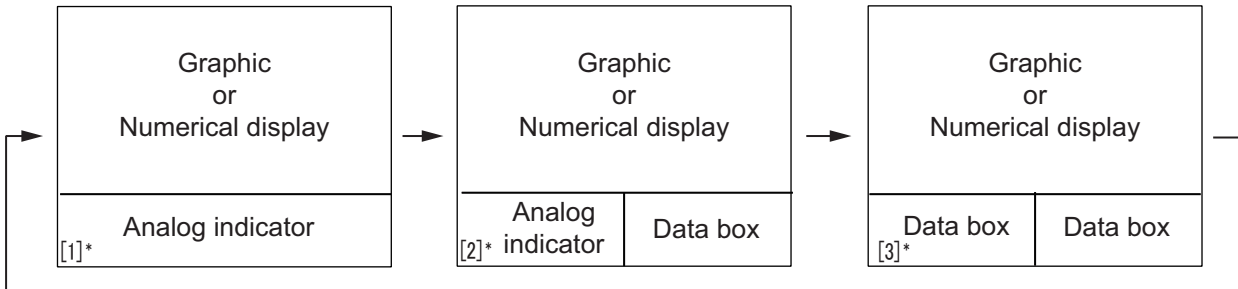 Graphic
or
Numerical display
Analog indicator
[1]*
Graphic
or
Numerical display
Analog
indicator
[2]*
Data box
Graphic
or
Numerical display
Data box
[3]*
Data box